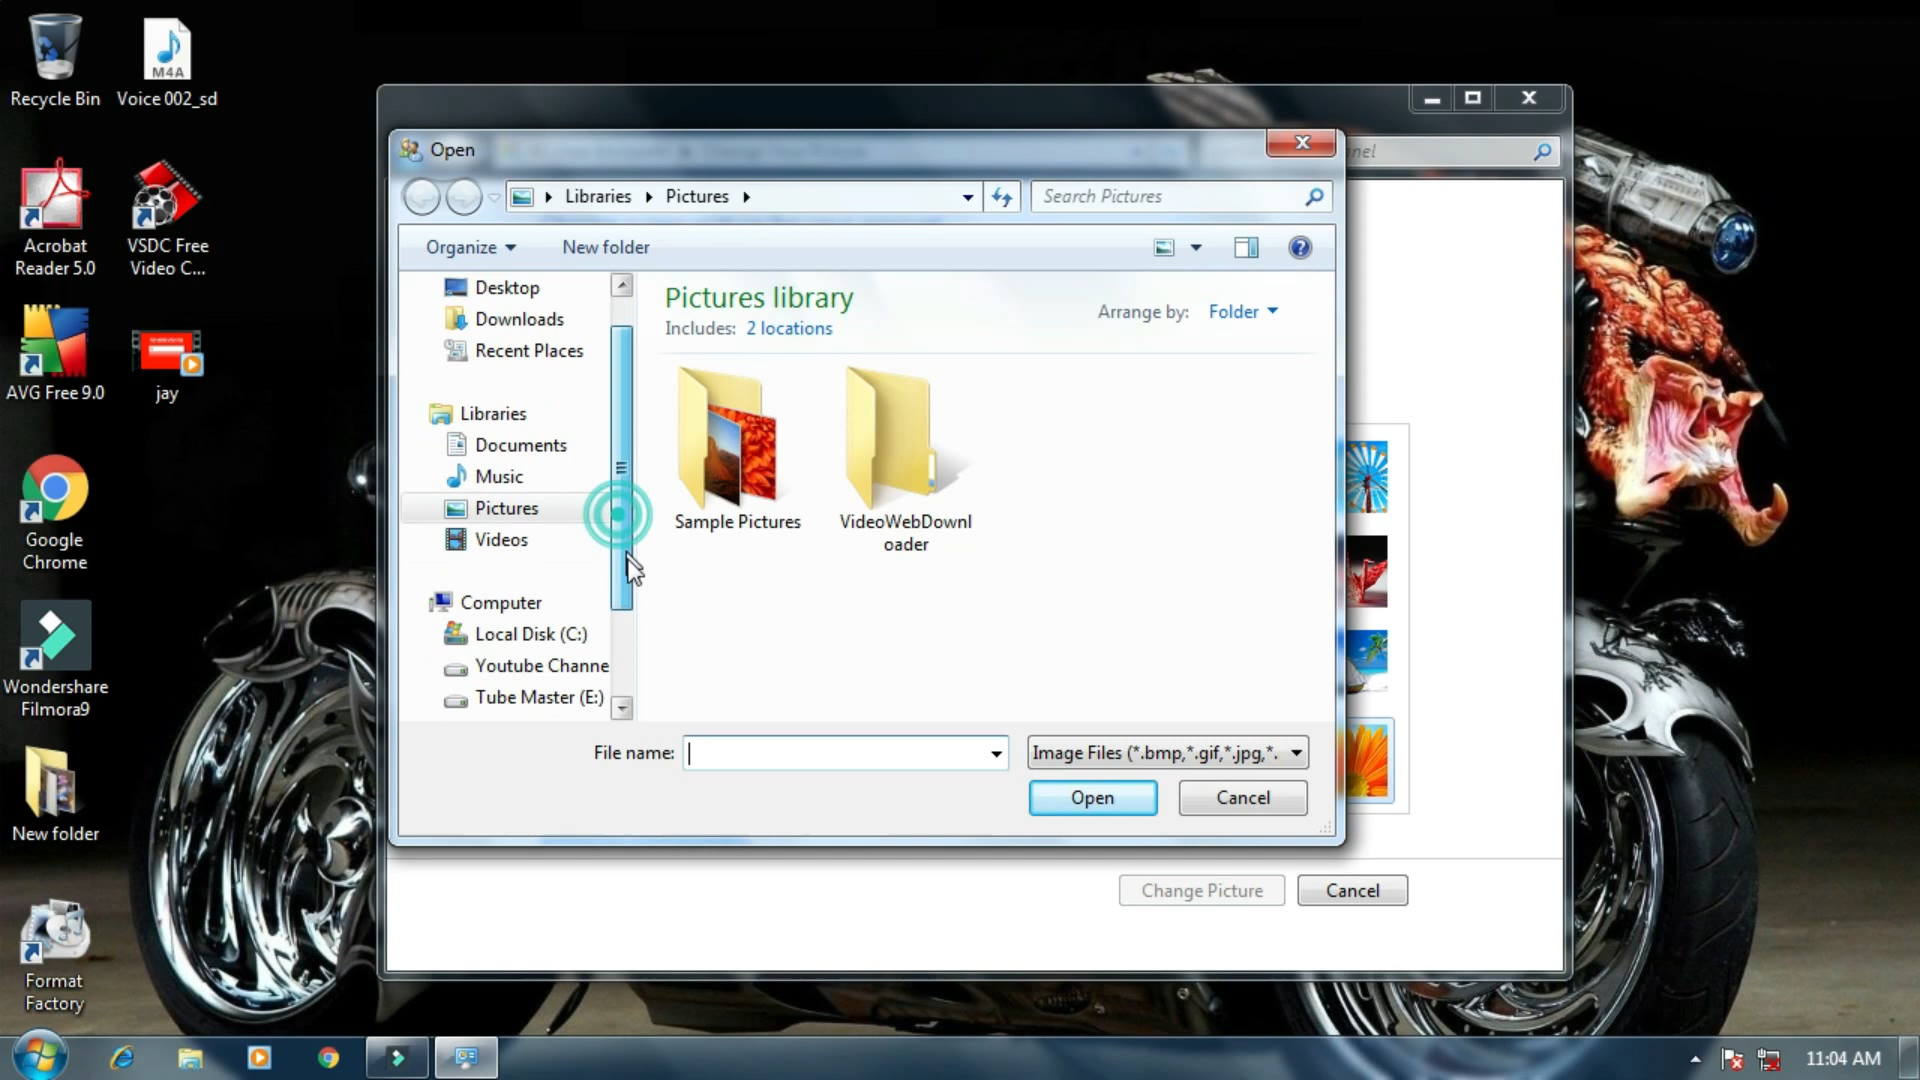 Recycle Bin
M4A
Voice 002_sd
Acrobat
Reader 5.0
VSDC Free
Video C...
AVG Free 9.0
jay
Google
Chrome
Wondershare
Filmora9
New folder
Format
Factory
Open
Libraries
Pictures
Search Pictures
Organize
New folder
Desktop
Downloads
Recent Places
Libraries
Documents
Music
Pictures
Videos
Computer
Local Disk (C:)
Youtube Channe
Tube Master (E:)
Pictures library
Includes: 2 locations
Arrange by: Folder
Sample Pictures
VideoWebDownl
oader
File name:
Image Files (*.bmp,*.gif,*.jpg,*.
Open
Cancel
Change Picture
Cancel
11:04 AM